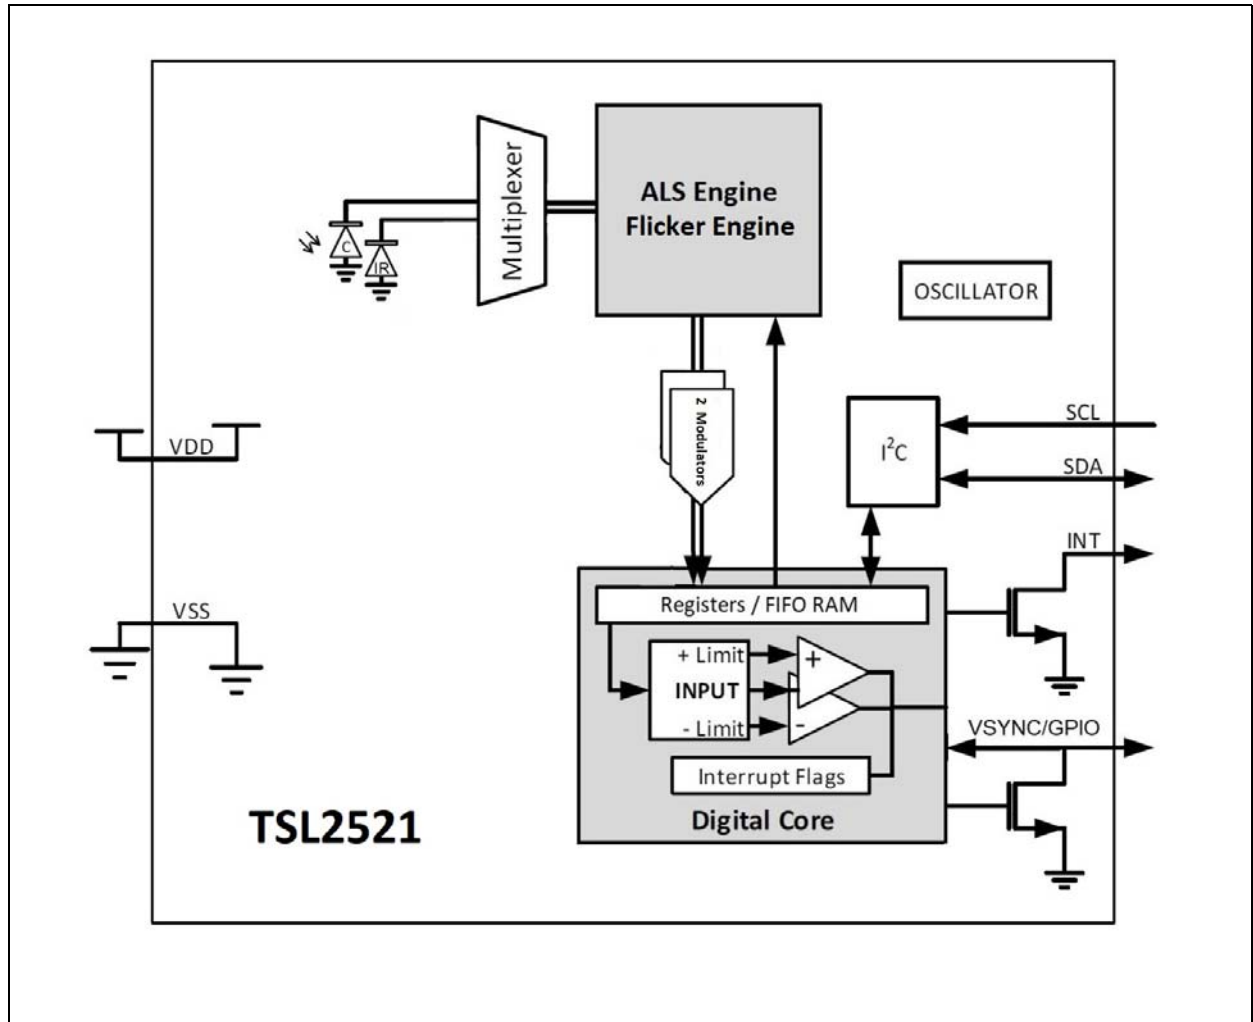 ALS Engine
Flicker Engine
Multiplexer
C
IR
OSCILLATOR
2 Modulators
SCL
I²C
SDA
VDD
INT
VSS
Registers / FIFO RAM
+ Limit
+
INPUT
- Limit
-
VSYNC/GPIO
Interrupt Flags
Digital Core
TSL2521